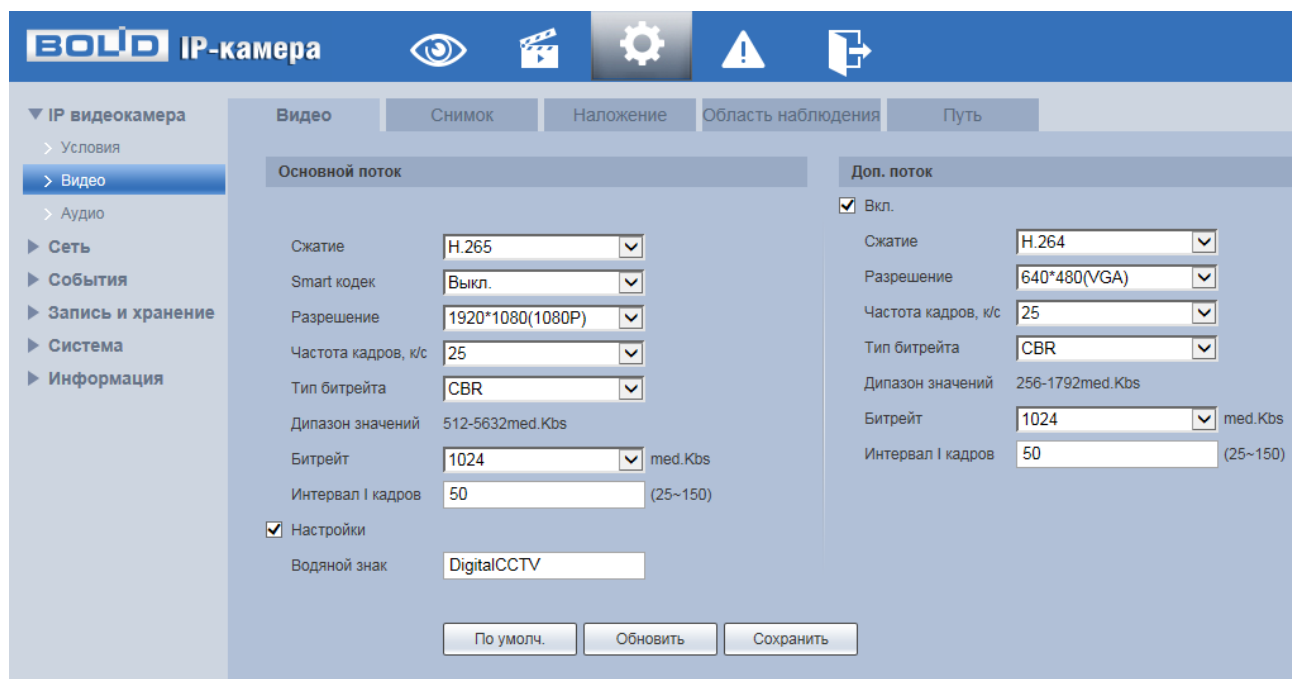 BOLID IP-камера
IP видеокамера
Условия
Видео
Аудио
Сеть
События
Запись и хранение
Система
Информация
Видео
Снимок
Наложение
Область наблюдения
Путь
Основной поток
Сжатие H.265
Smart кодек Выкл.
Разрешение 1920*1080(1080P)
Частота кадров, к/с 25
Тип битрейта CBR
Дипазон значений 512-5632med.Kbs
Битрейт 1024 med.Kbs
Интервал I кадров 50 (25~150)
Настройки
Водяной знак DigitalCCTV
По умолч. Обновить Сохранить
Доп. поток
Вкл.
Сжатие H.264
Разрешение 640*480(VGA)
Частота кадров, к/с 25
Тип битрейта CBR
Дипазон значений 256-1792med.Kbs
Битрейт 1024 med.Kbs
Интервал I кадров 50 (25~150)